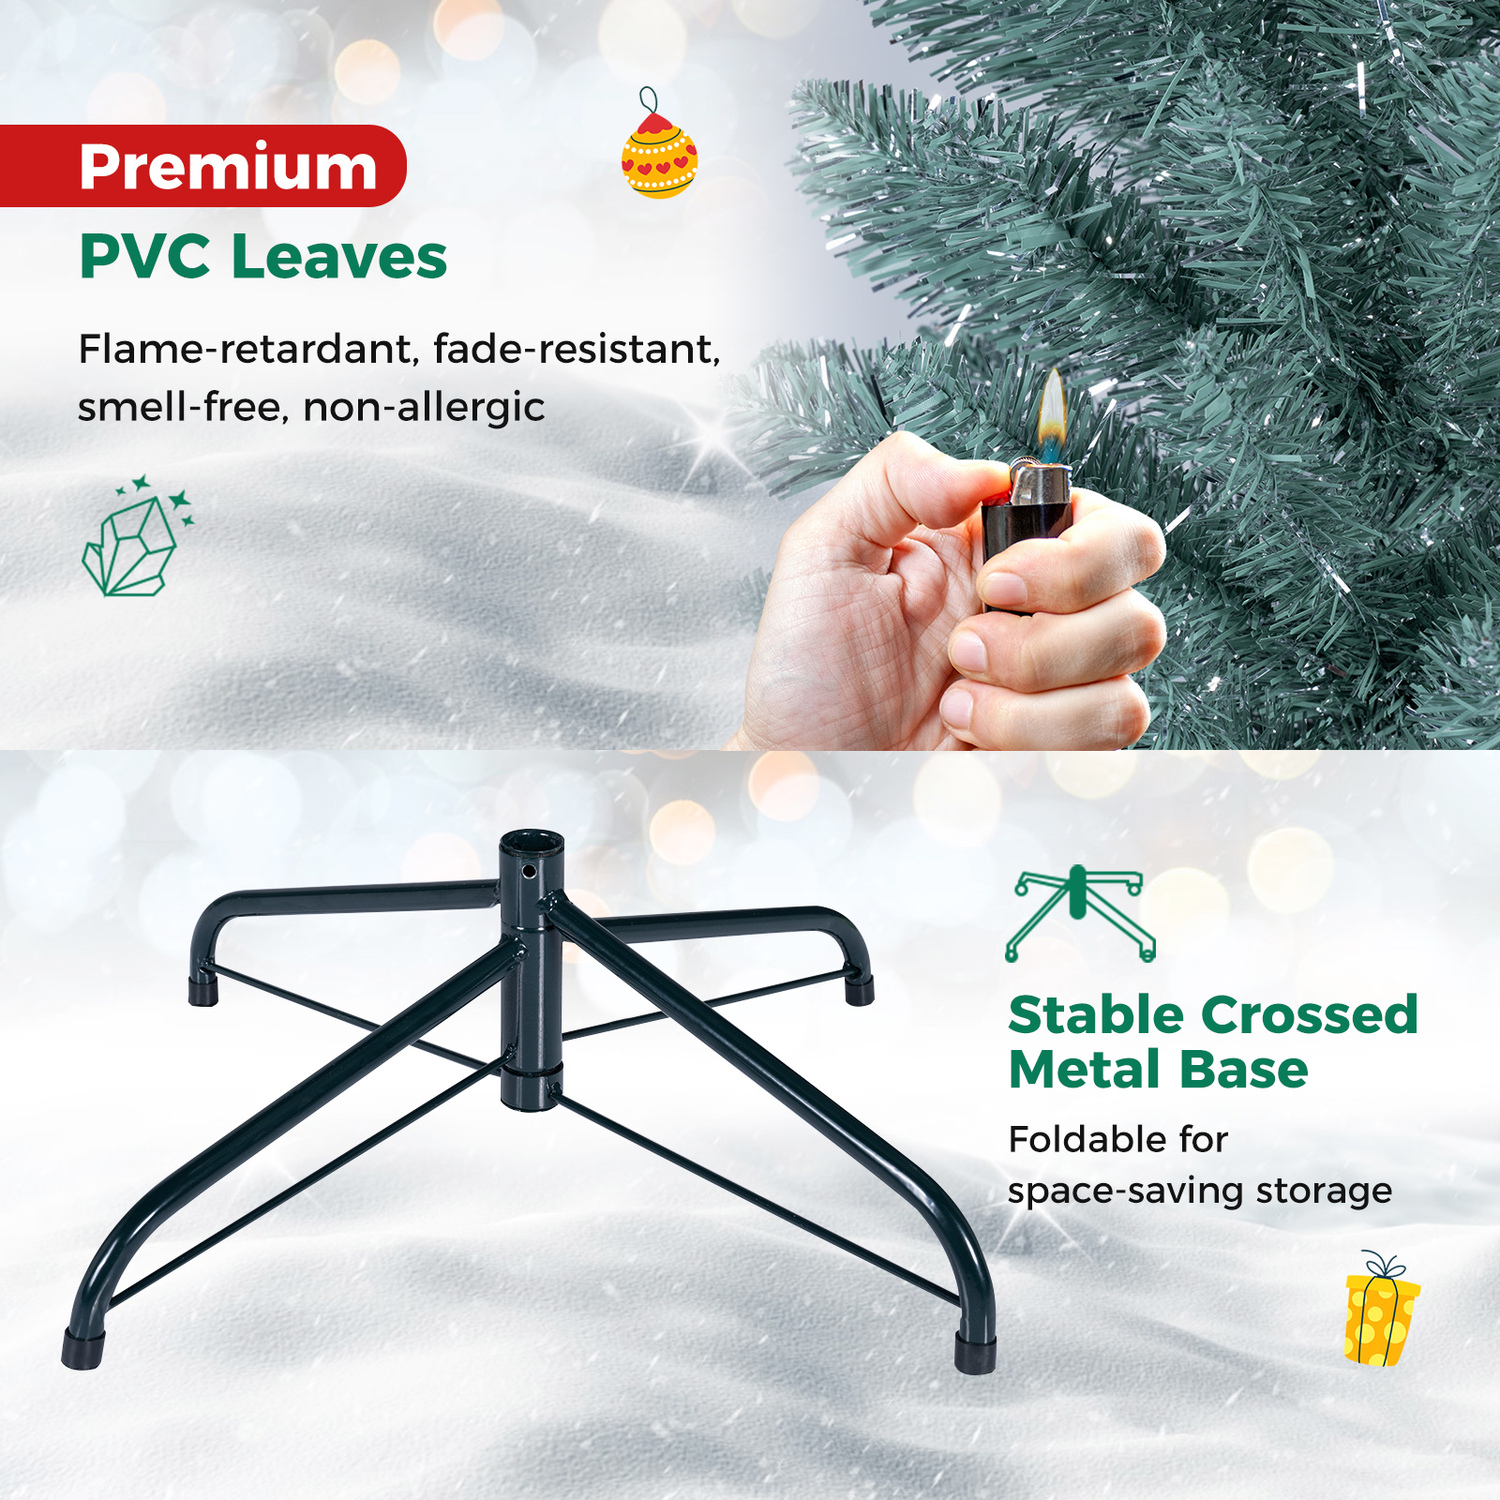 Premium
PVC Leaves
Flame-retardant, fade-resistant,
smell-free, non-allergic
Stable Crossed
Metal Base
Foldable for
space-saving storage